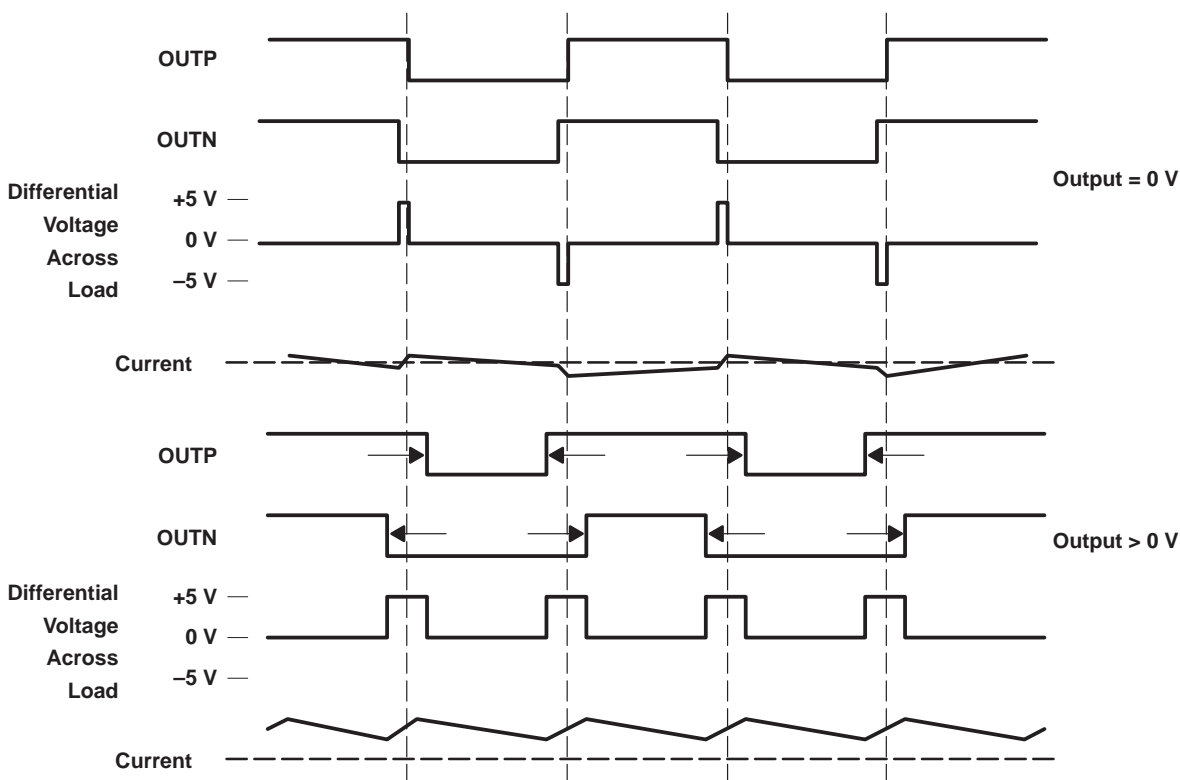 OUTP
OUTN
Output = 0 V
Differential
Voltage
Across
Load
+5 V
0 V
–5 V
Current
OUTP
OUTN
Output > 0 V
Differential
Voltage
Across
Load
+5 V
0 V
–5 V
Current